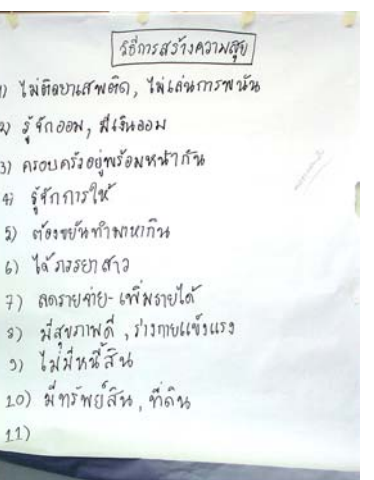 วิธีการสร้างความสุข
1) ไม่ติดยาเสพติด, ไม่เล่นการพนัน
2) รู้จักออม, มีเงินออม
3) ครอบครัวอยู่พร้อมหน้ากัน
4) รู้จักการให้
5) ต้องขยันทำมาหากิน
6) ได้ภรรยาสาว
7) ลดรายจ่าย-เพิ่มรายได้
8) มีสุขภาพดี, ร่างกายแข็งแรง
9) ไม่มีหนี้สิน
10) มีทรัพย์สิน, ที่ดิน
11)